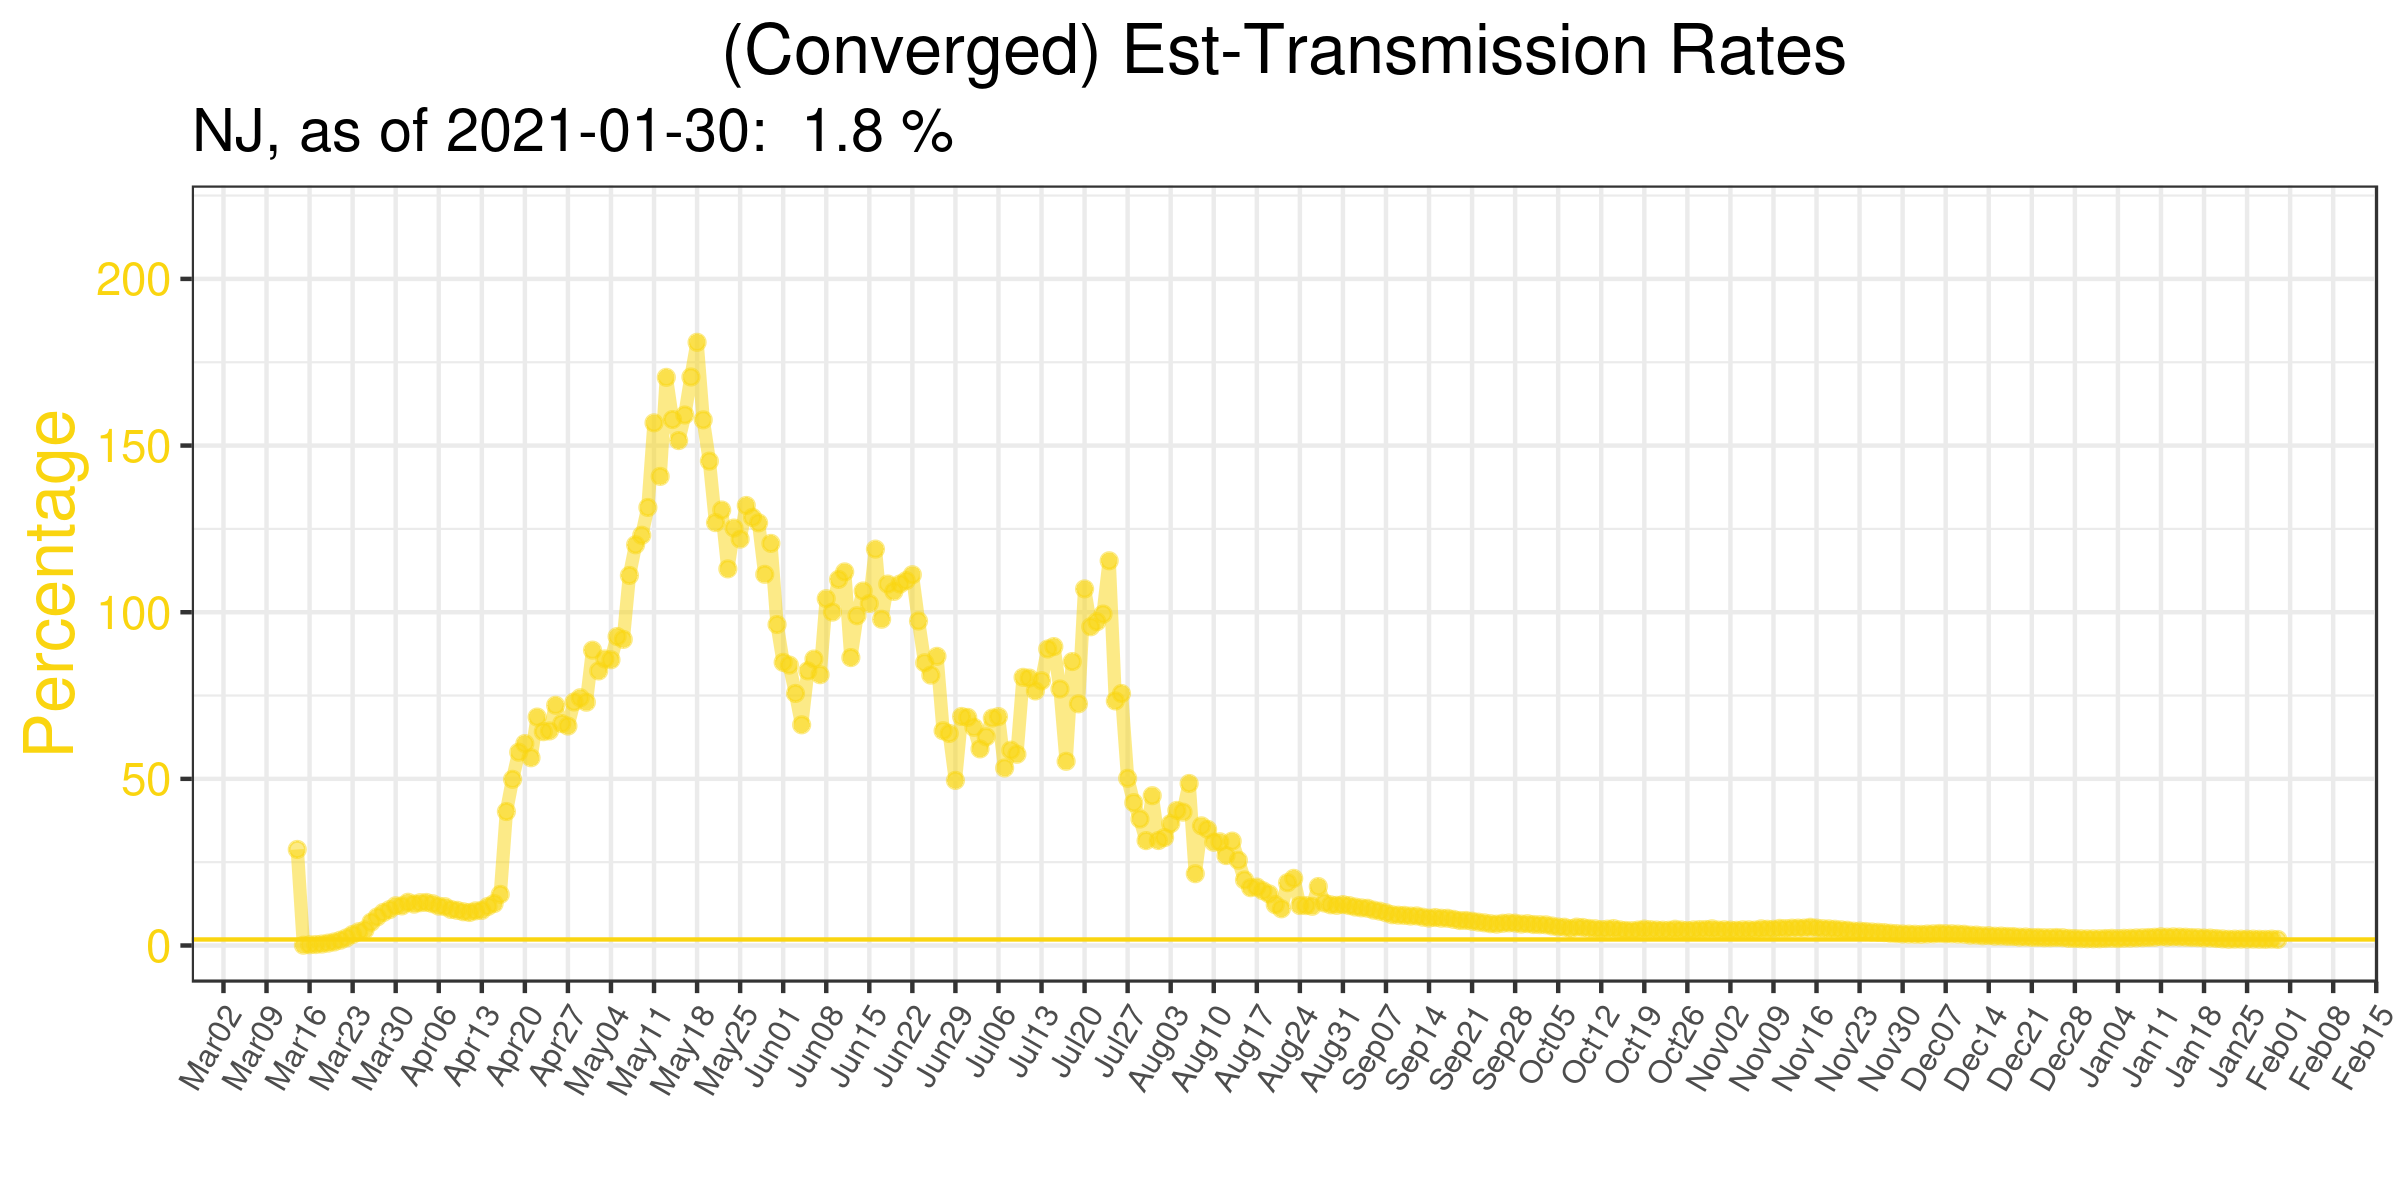 (Converged) Est-Transmission Rates
NJ, as of 2021-01-30:  1.8 %
Percentage
200
150
100
50
0
Mar02
Mar09
Mar16
Mar23
Mar30
Apr06
Apr13
Apr20
Apr27
May04
May11
May18
May25
Jun01
Jun08
Jun15
Jun22
Jun29
Jul06
Jul13
Jul20
Jul27
Aug03
Aug10
Aug17
Aug24
Aug31
Sep07
Sep14
Sep21
Sep28
Oct05
Oct12
Oct19
Oct26
Nov02
Nov09
Nov16
Nov23
Nov30
Dec07
Dec14
Dec21
Dec28
Jan04
Jan11
Jan18
Jan25
Feb01
Feb08
Feb15